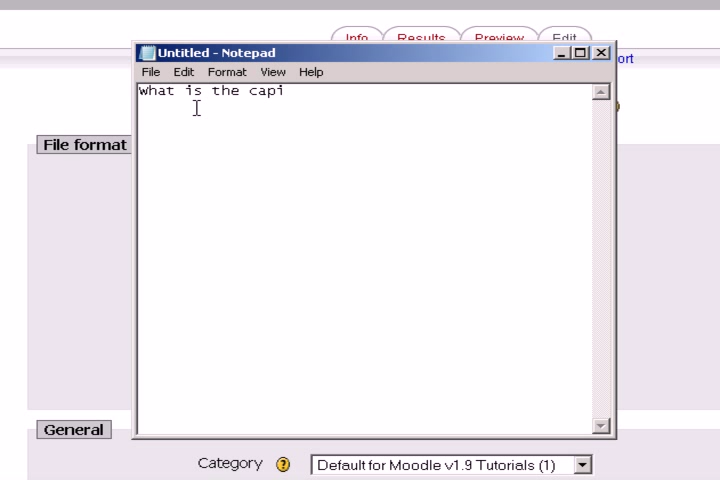 Info Results Preview Edit
Untitled - Notepad
ort
File Edit Format View Help
What is the capi
File format
General
Category
Default for Moodle v1.9 Tutorials (1)